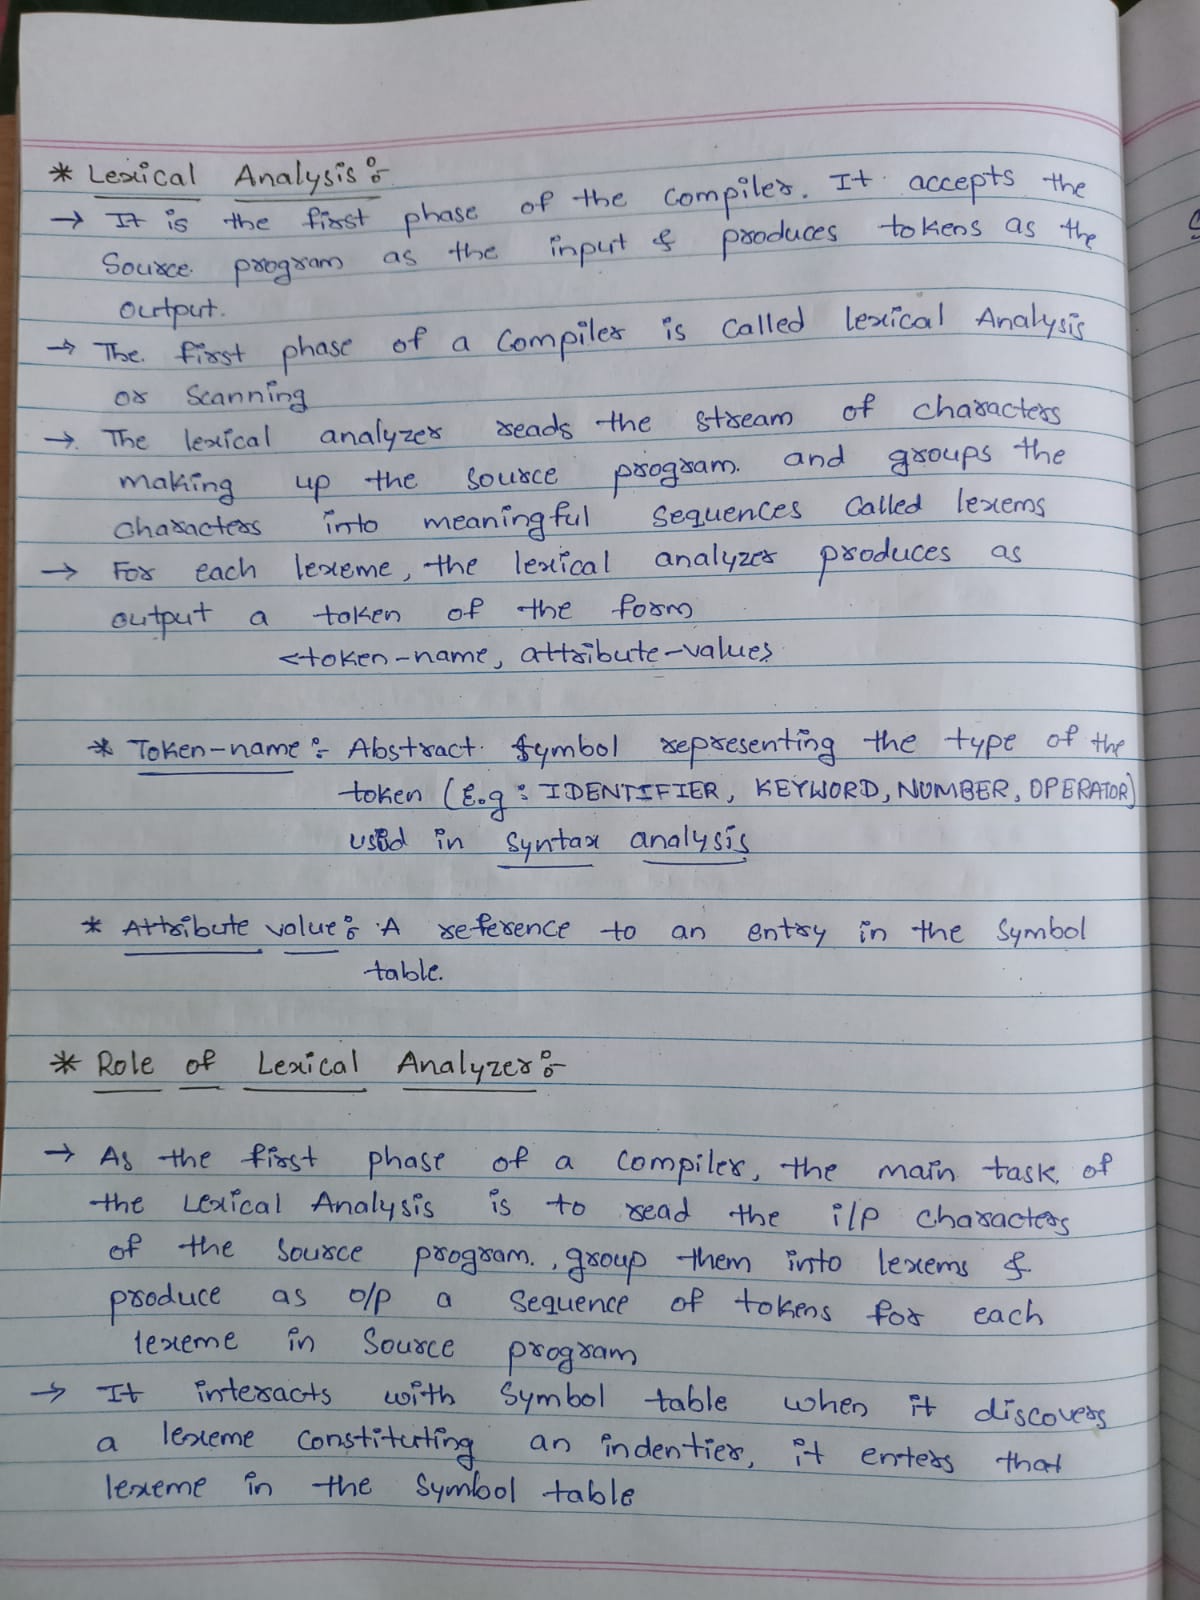 * Lexical Analysis :-
→ It is the first phase of the compiler. It accepts the
Source program as the input & produces tokens as the
output.
→ The first phase of a Compiler is Called lexical Analysis
or Scanning
→ The lexical analyzer reads the stream of characters
making up the source program. and groups the
characters into meaningful sequences Called lexems
→ For each lexeme, the lexical analyzer produces as
output a token of the form
<token-name, attribute-value>
* Token-name :- Abstract Symbol representing the type of the
token (E.g : IDENTIFIER, KEYWORD, NUMBER, OPERATOR)
used in Syntax analysis
* Attribute value :- A reference to an entry in the Symbol
table.
* Role of Lexical Analyzer :-
→ As the first phase of a Compiler, the main task of
the Lexical Analysis is to read the i/p characters
of the source program., group them into lexems &
produce as o/p a sequence of tokens for each
lexeme in Source program
→ It interacts with Symbol table when it discovers
a lexeme constituting an indentier, it enters that
lexeme in the Symbol table